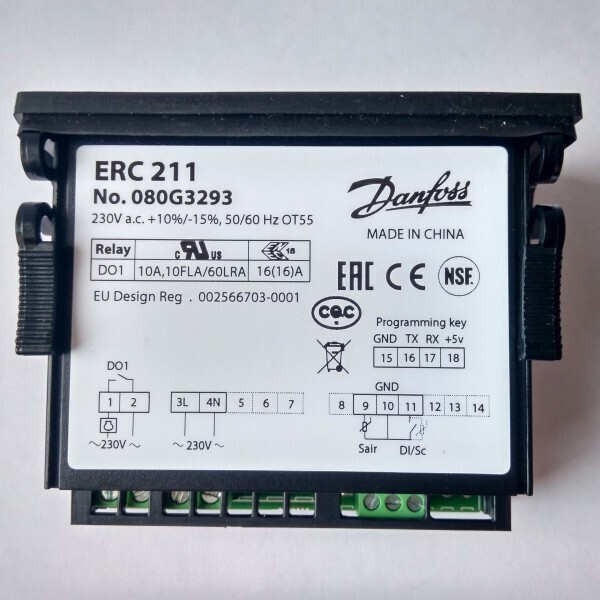 ERC 211
No. 080G3293
230V a.c. +10%/-15%, 50/60 Hz OT55
Danfoss
MADE IN CHINA
Relay c RU US 18
DO1 10A,10FLA/60LRA 16(16)A
EU Design Reg . 002566703-0001
EAC CE NSF.
CQC
Programming key
GND TX RX +5v
15 16 17 18
DO1
GND
1 2 3L 4N 5 6 7 8 9 10 11 12 13 14
~230V ~ ~230V ~
Sair DI/Sc